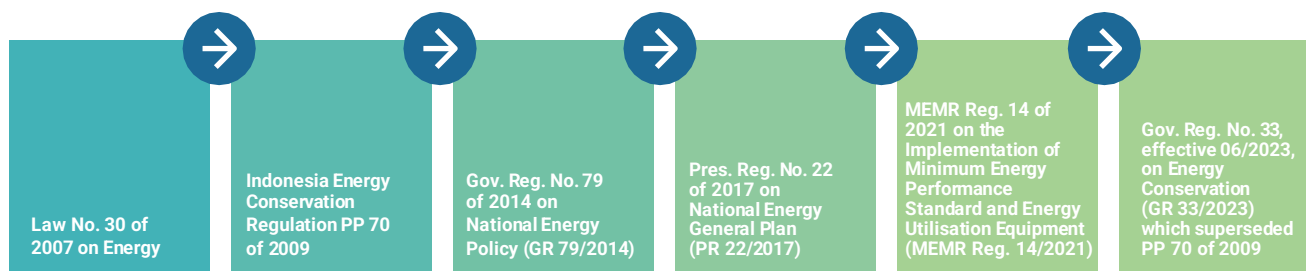 Law No. 30 of
2007 on Energy
Indonesia Energy
Conservation
Regulation PP 70
of 2009
Gov. Reg. No. 79
of 2014 on
National Energy
Policy (GR 79/2014)
Pres. Reg. No. 22
of 2017 on
National Energy
General Plan
(PR 22/2017)
MEMR Reg. 14 of
2021 on the
Implementation of
Minimum Energy
Performance
Standard and Energy
Utilisation Equipment
(MEMR Reg. 14/2021)
Gov. Reg. No. 33,
effective 06/2023,
on Energy
Conservation
(GR 33/2023)
which superseded
PP 70 of 2009